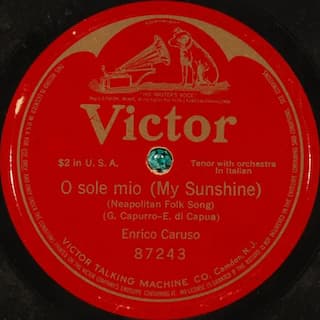 "HIS MASTER'S VOICE"
Victor
$2 in U.S.A.
Tenor with orchestra
In Italian
O sole mio (My Sunshine)
(Neapolitan Folk Song)
(G. Capurro-E. di Capua)
Enrico Caruso
87243
VICTOR TALKING MACHINE CO. Camden, N.J.